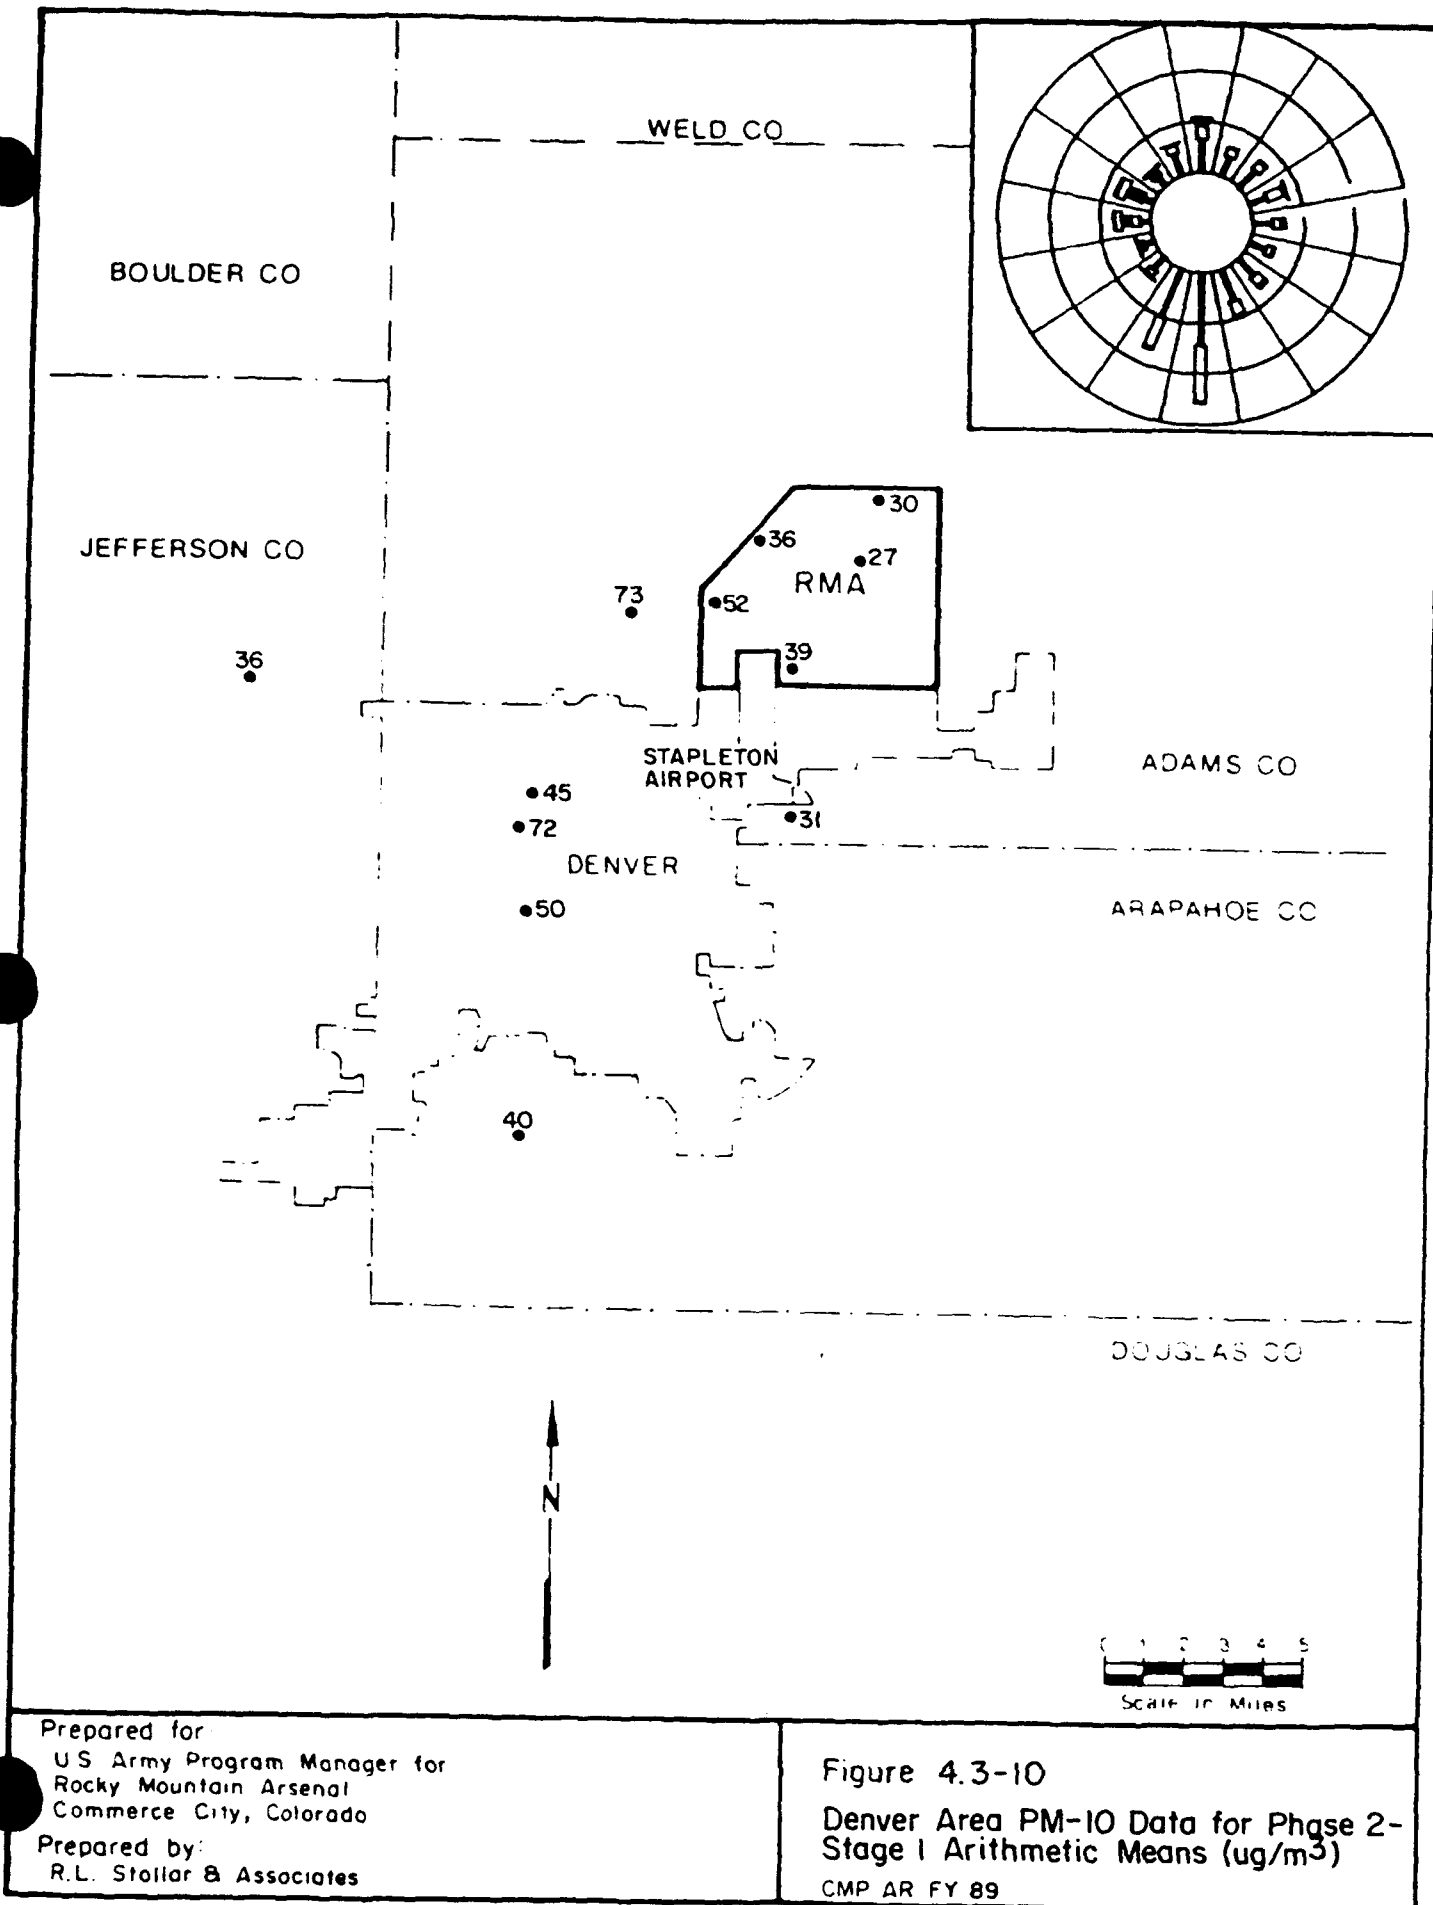 WELD CO
BOULDER CO
JEFFERSON CO
30
36
27
RMA
73
52
36
39
STAPLETON
AIRPORT
ADAMS CO
45
31
72
DENVER
50
ARAPAHOE CO
40
DOUGLAS CO
N
0 1 2 3 4 5
Scale in Miles
Prepared for
U S Army Program Manager for
Rocky Mountain Arsenal
Commerce City, Colorado
Prepared by:
R.L. Stollar & Associates
Figure 4.3-10
Denver Area PM-10 Data for Phase 2-
Stage 1 Arithmetic Means (ug/m³)
CMP AR FY 89